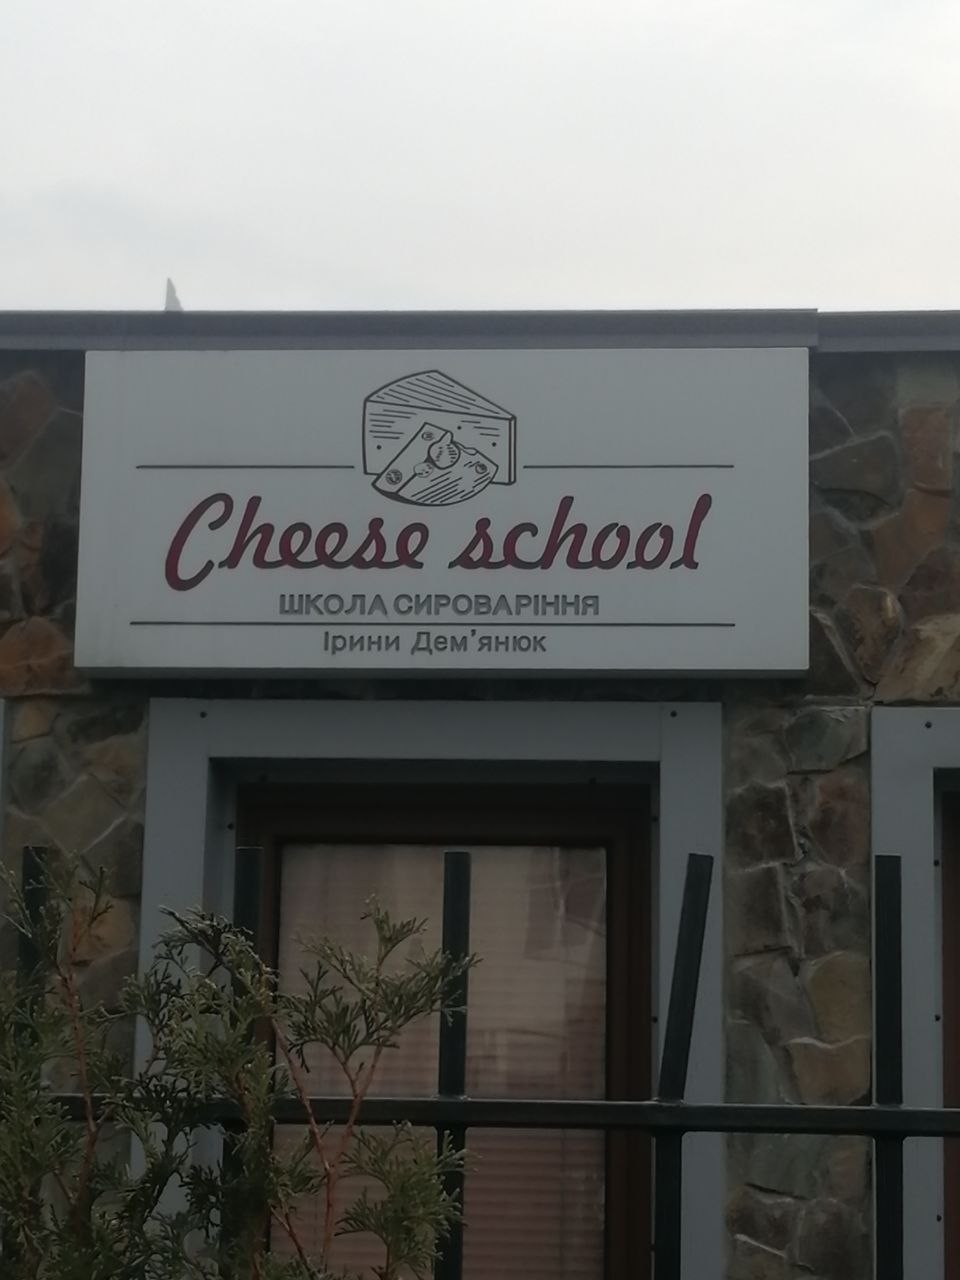 Cheese school
ШКОЛА СИРОВАРІННЯ
Ірини Дем'янюк